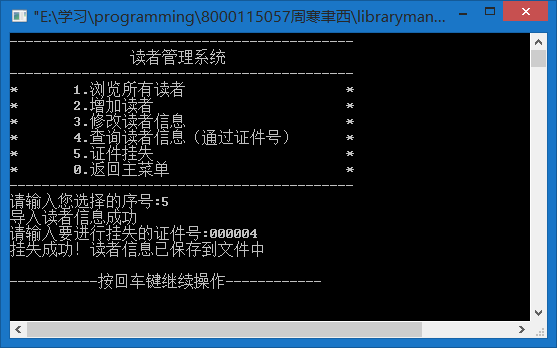 "E:\学习\programming\8000115057周寒聿西\libraryman...
----------------------------------------
读者管理系统
----------------------------------------
* 1.浏览所有读者 *
* 2.增加读者 *
* 3.修改读者信息 *
* 4.查询读者信息（通过证件号） *
* 5.证件挂失 *
* 0.返回主菜单 *
----------------------------------------
请输入您选择的序号:5
导入读者信息成功
请输入要进行挂失的证件号:000004
挂失成功！读者信息已保存到文件中
-----------按回车键继续操作------------